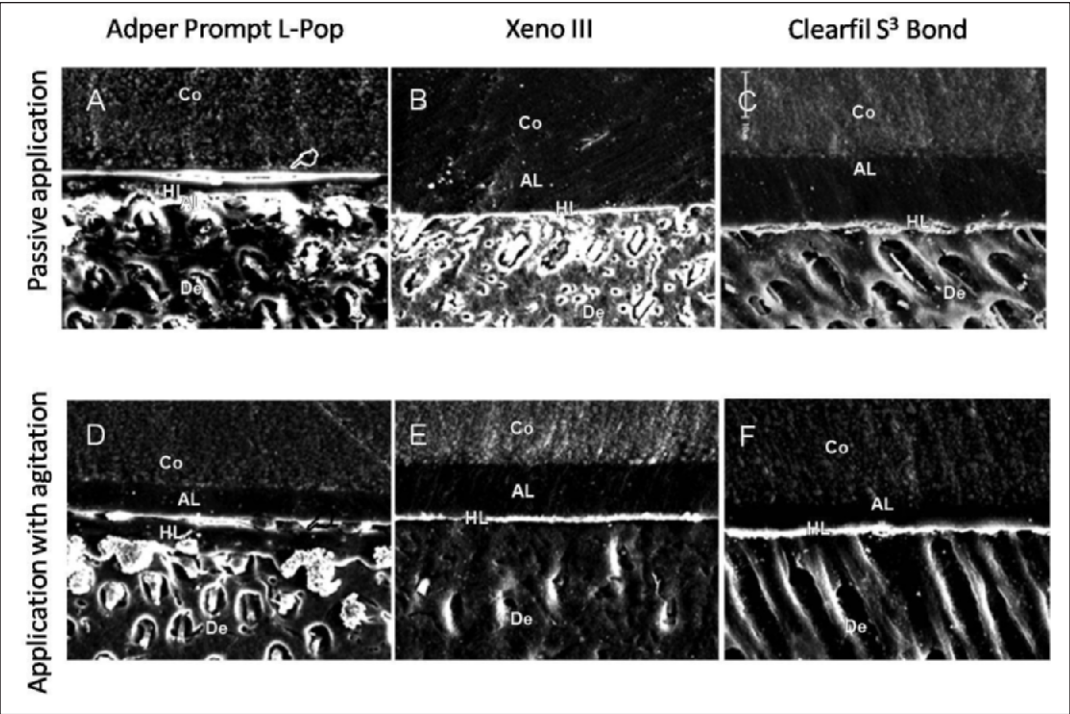 Adper Prompt L-Pop
Xeno III
Clearfil S³ Bond
Passive application
A
Co
HL
AL
De
B
Co
AL
HL
De
C
Co
AL
HL
De
Application with agitation
D
Co
AL
HL
De
E
Co
AL
HL
De
F
Co
AL
HL
De